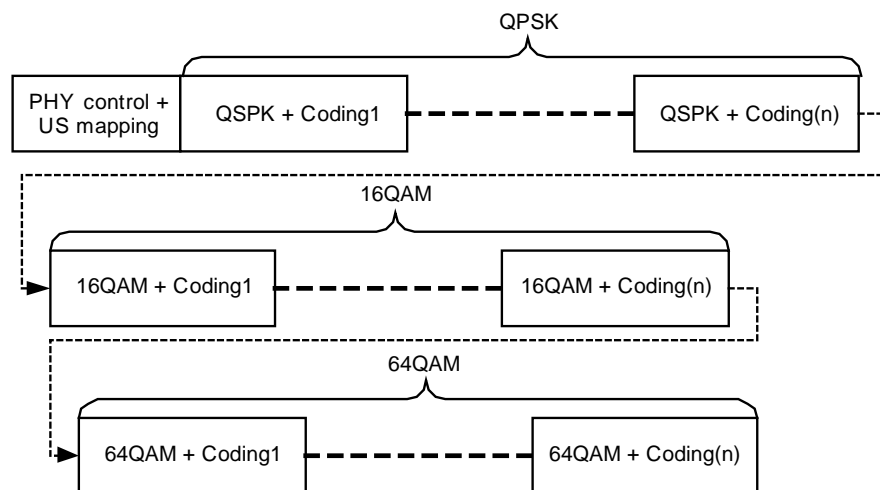 QPSK
PHY control +
US mapping
QSPK + Coding1
QSPK + Coding(n)
16QAM
16QAM + Coding1
16QAM + Coding(n)
64QAM
64QAM + Coding1
64QAM + Coding(n)